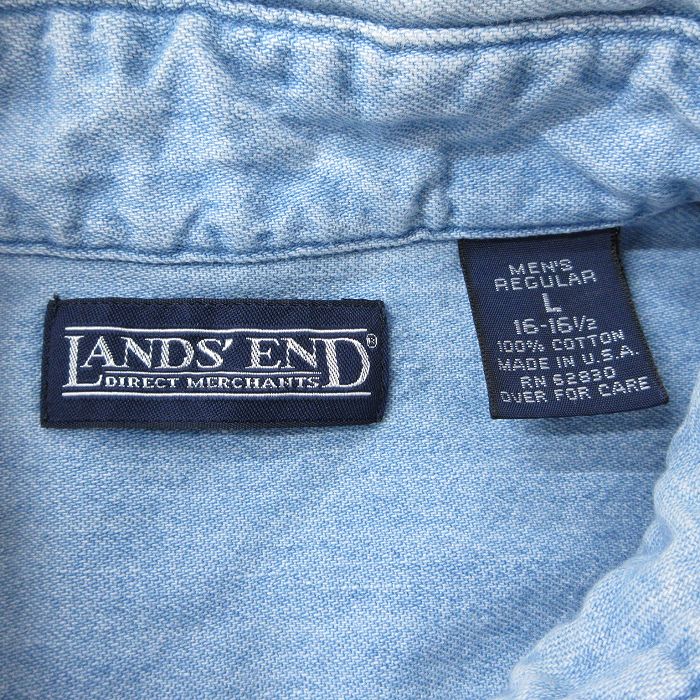 LANDS' END®
DIRECT MERCHANTS
MEN'S
REGULAR
L
16-16½
100% COTTON
MADE IN U.S.A.
RN 62830
OVER FOR CARE